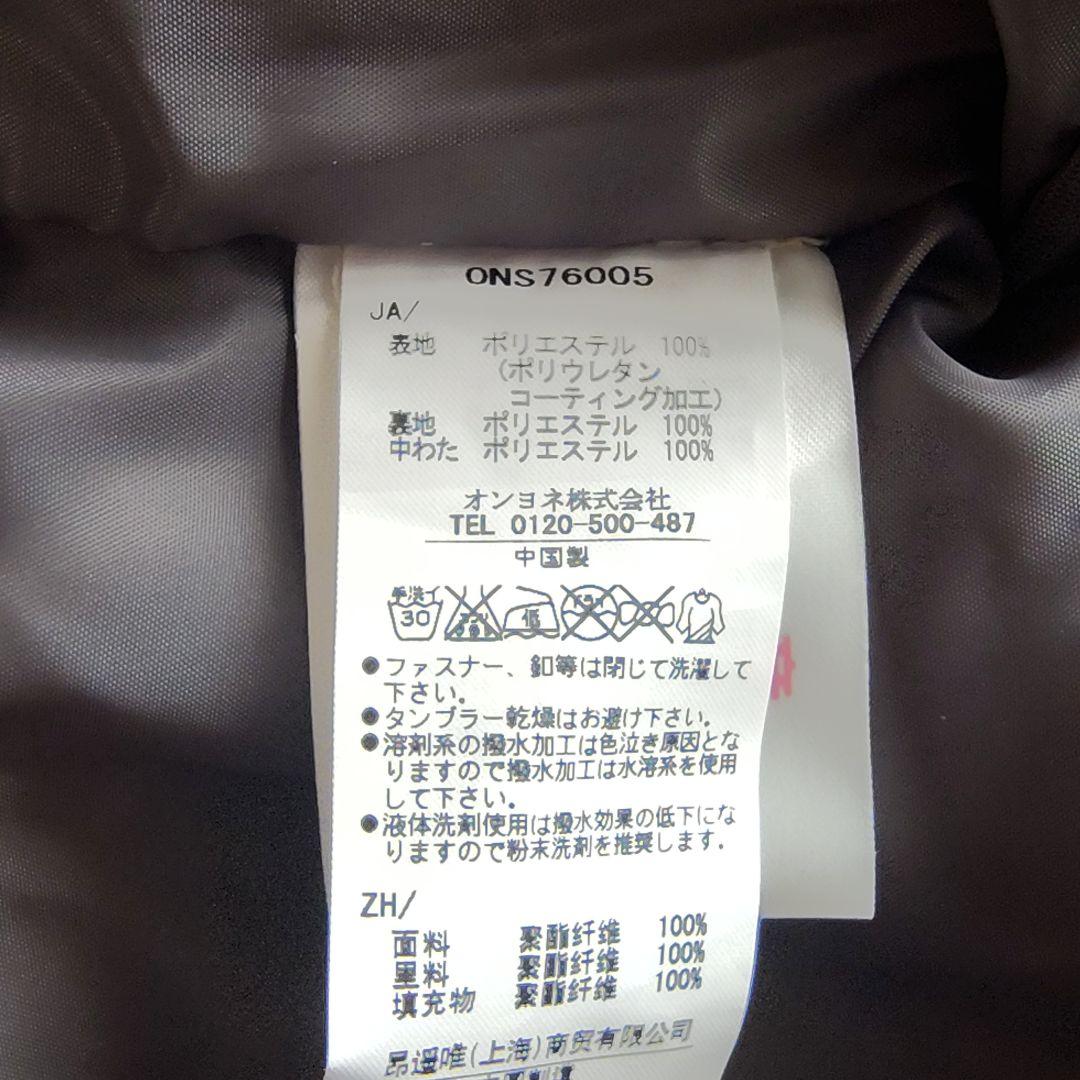 ONS76005
JA/
表地 ポリエステル 100%
(ポリウレタン
コーティング加工)
裏地 ポリエステル 100%
中わた ポリエステル 100%
オンヨネ株式会社
TEL 0120-500-487
中国製
手洗イ
30 低
●ファスナー、釦等は閉じて洗濯して
下さい.
●タンブラー乾燥はお避け下さい.
●溶剤系の撥水加工は色泣き原因とな
りますので撥水加工は水溶系を使用
して下さい.
●液体洗剤使用は撥水効果の低下にな
りますので粉末洗剤を推奨します.
ZH/
面料 聚酯纤维 100%
里料 聚酯纤维 100%
填充物 聚酯纤维 100%
昂迩唯(上海)商贸有限公司